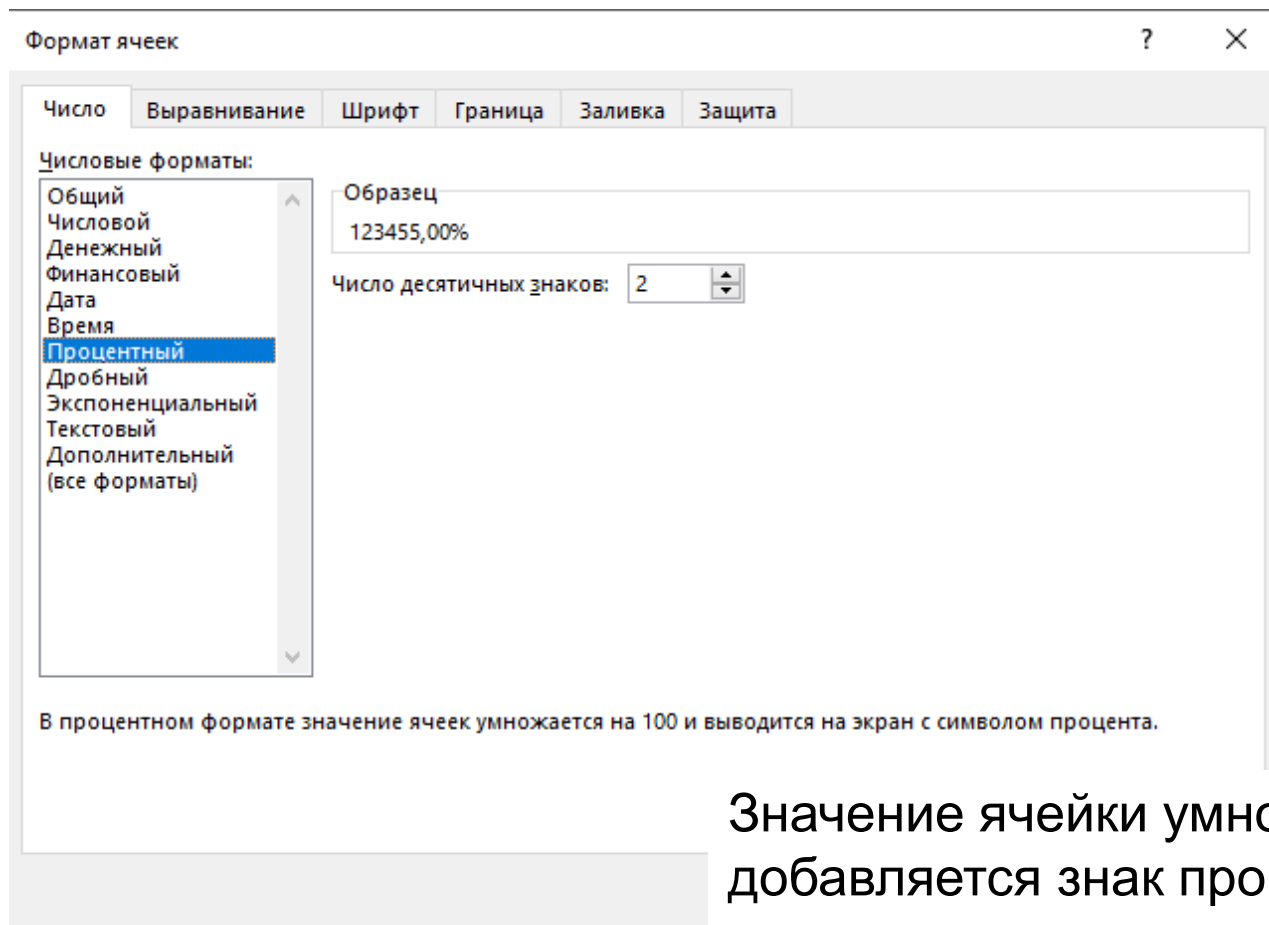 Формат ячеек
Число Выравнивание Шрифт Граница Заливка Защита
Числовые форматы:
Общий
Числовой
Денежный
Финансовый
Дата
Время
Процентный
Дробный
Экспоненциальный
Текстовый
Дополнительный
(все форматы)
Образец
123455,00%
Число десятичных знаков: 2
В процентном формате значение ячеек умножается на 100 и выводится на экран с символом процента.
Значение ячейки умно
добавляется знак про